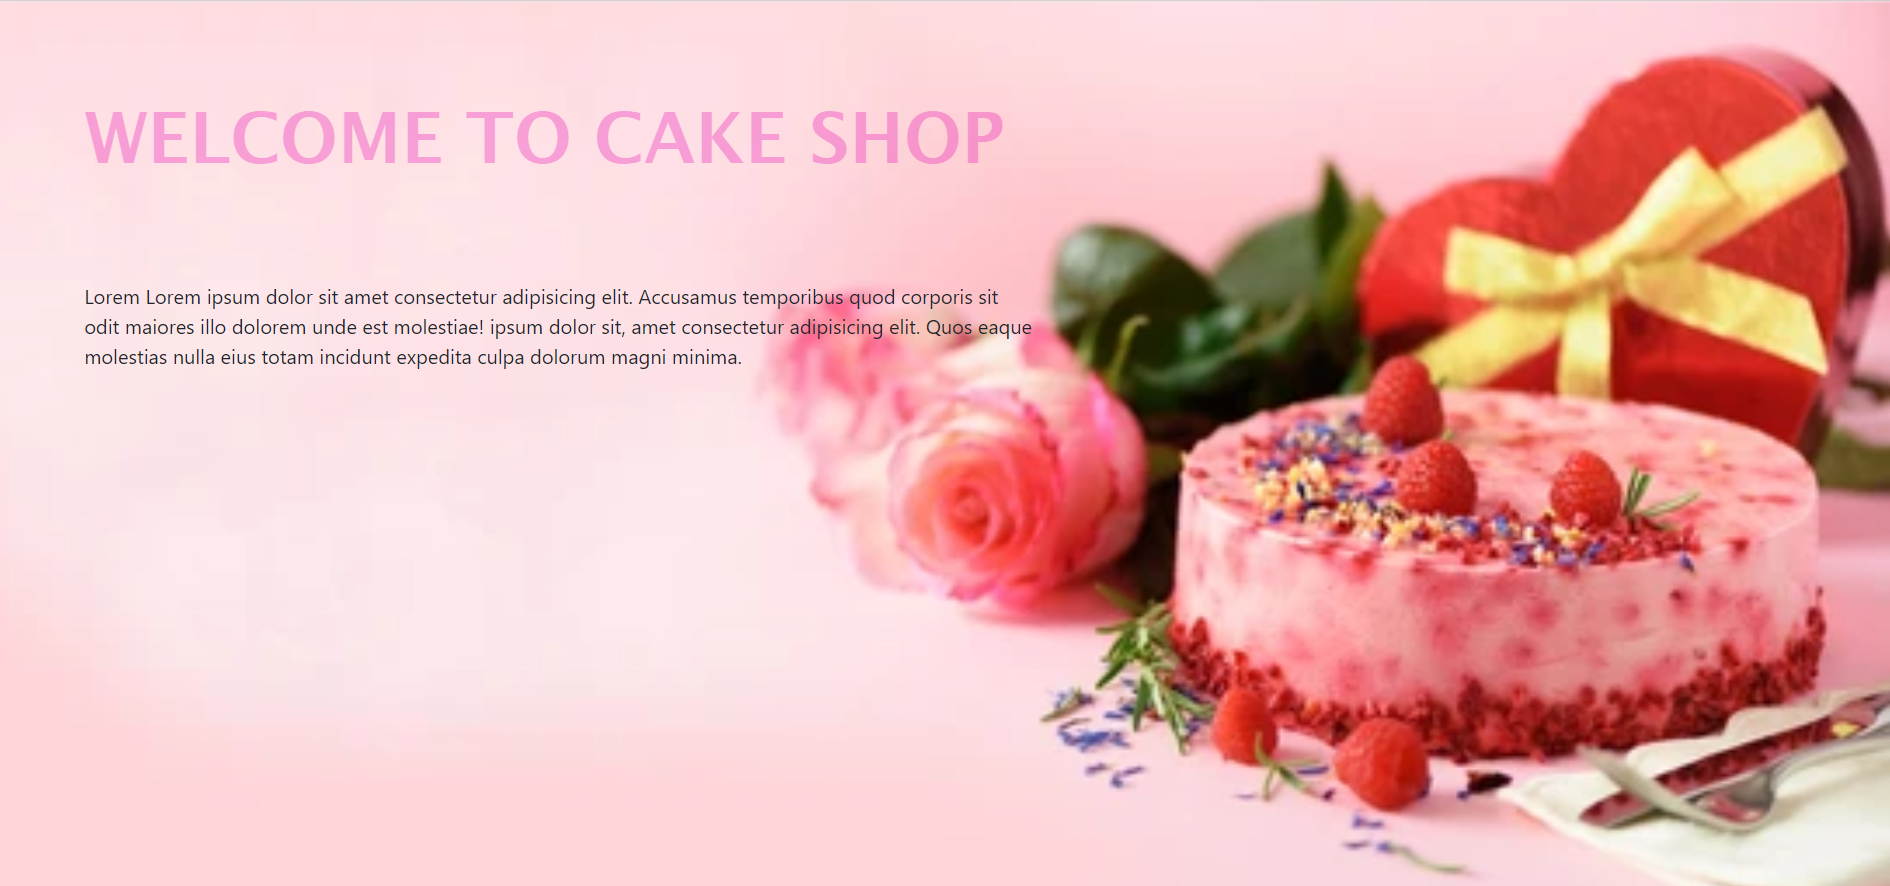 WELCOME TO CAKE SHOP
Lorem Lorem ipsum dolor sit amet consectetur adipisicing elit. Accusamus temporibus quod corporis sit
odit maiores illo dolorem unde est molestiae! ipsum dolor sit, amet consectetur adipisicing elit. Quos eaque
molestias nulla eius totam incidunt expedita culpa dolorum magni minima.